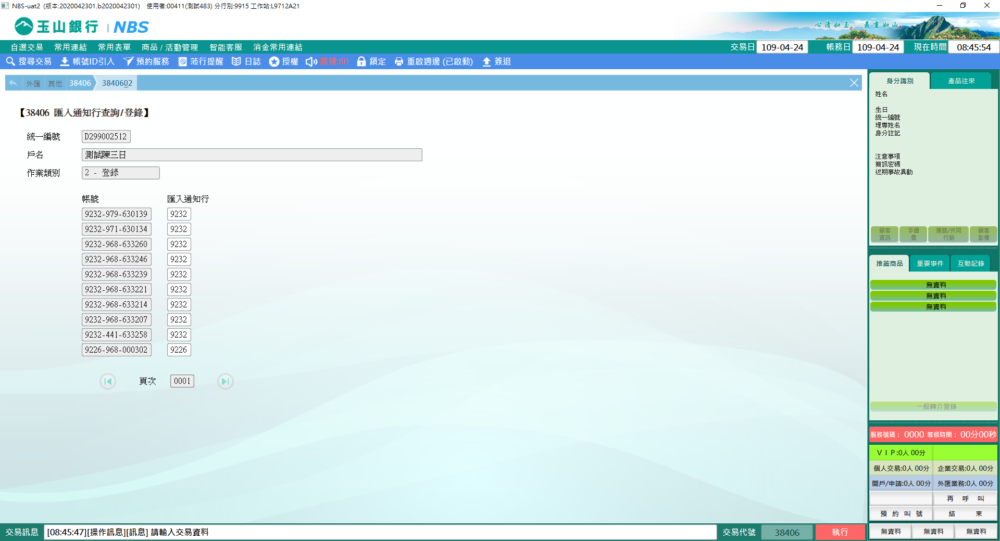 NBS-uat2 (版本:2020042301.b2020042301) 使用者:00411(測試483) 分行別:9915 工作站:L9712A21
玉山銀行 | NBS
心清如玉 義重如山
自選交易 常用連結 常用表單 商品 / 活動管理 智能客服 消金常用連結 交易日 109-04-24 帳務日 109-04-24 現在時間 08:45:54
搜尋交易 帳號ID引入 預約服務 蒞行提醒 日誌 授權 廣播:80 鎖定 重啟週邊 (已啟動) 簽退
外匯 其他 38406 3840602
【38406 匯入通知行查詢/登錄】
統一編號 D299002512
戶名 測試陳三日
作業類別 2 - 登錄
帳號 匯入通知行
9232-979-630139 9232
9232-971-630134 9232
9232-968-633260 9232
9232-968-633246 9232
9232-968-633239 9232
9232-968-633221 9232
9232-968-633214 9232
9232-968-633207 9232
9232-441-633258 9232
9226-968-000302 9226
頁次 0001
身分識別 產品往來
姓名
生日
統一編號
理專姓名
身分註記
注意事項
簡訊密碼
近期事故異動
顧客資訊 手續費 通路/共同行銷 顧客影像
推薦商品 重要事件 互動記錄
無資料
無資料
無資料
一般轉介登錄
服務號碼： 0000 等候時間： 00分00秒
ＶＩＰ:0人 00分
個人交易:0人 00分 企業交易:0人 00分
開戶/申請:0人 00分 外匯業務:0人 00分
再 呼 叫
預 約 叫 號 結 束
無資料 無資料 無資料
交易訊息 [08:45:47][操作訊息][訊息] 請輸入交易資料 交易代號 38406 執行